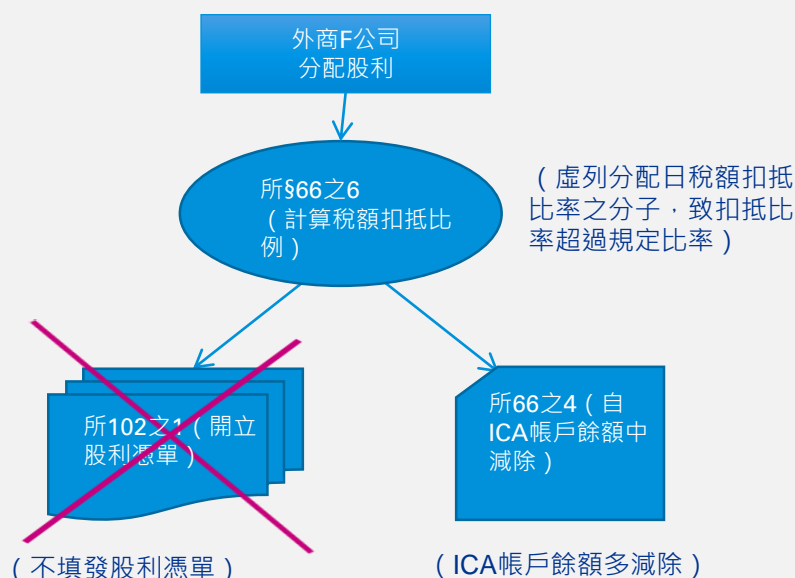 外商F公司
分配股利
所§66之6
（計算稅額扣抵比
例）
（虛列分配日稅額扣抵
比率之分子，致扣抵比
率超過規定比率）
所102之1（開立
股利憑單）
所66之4（自
ICA帳戶餘額中
減除）
（不填發股利憑單）
（ICA帳戶餘額多減除）